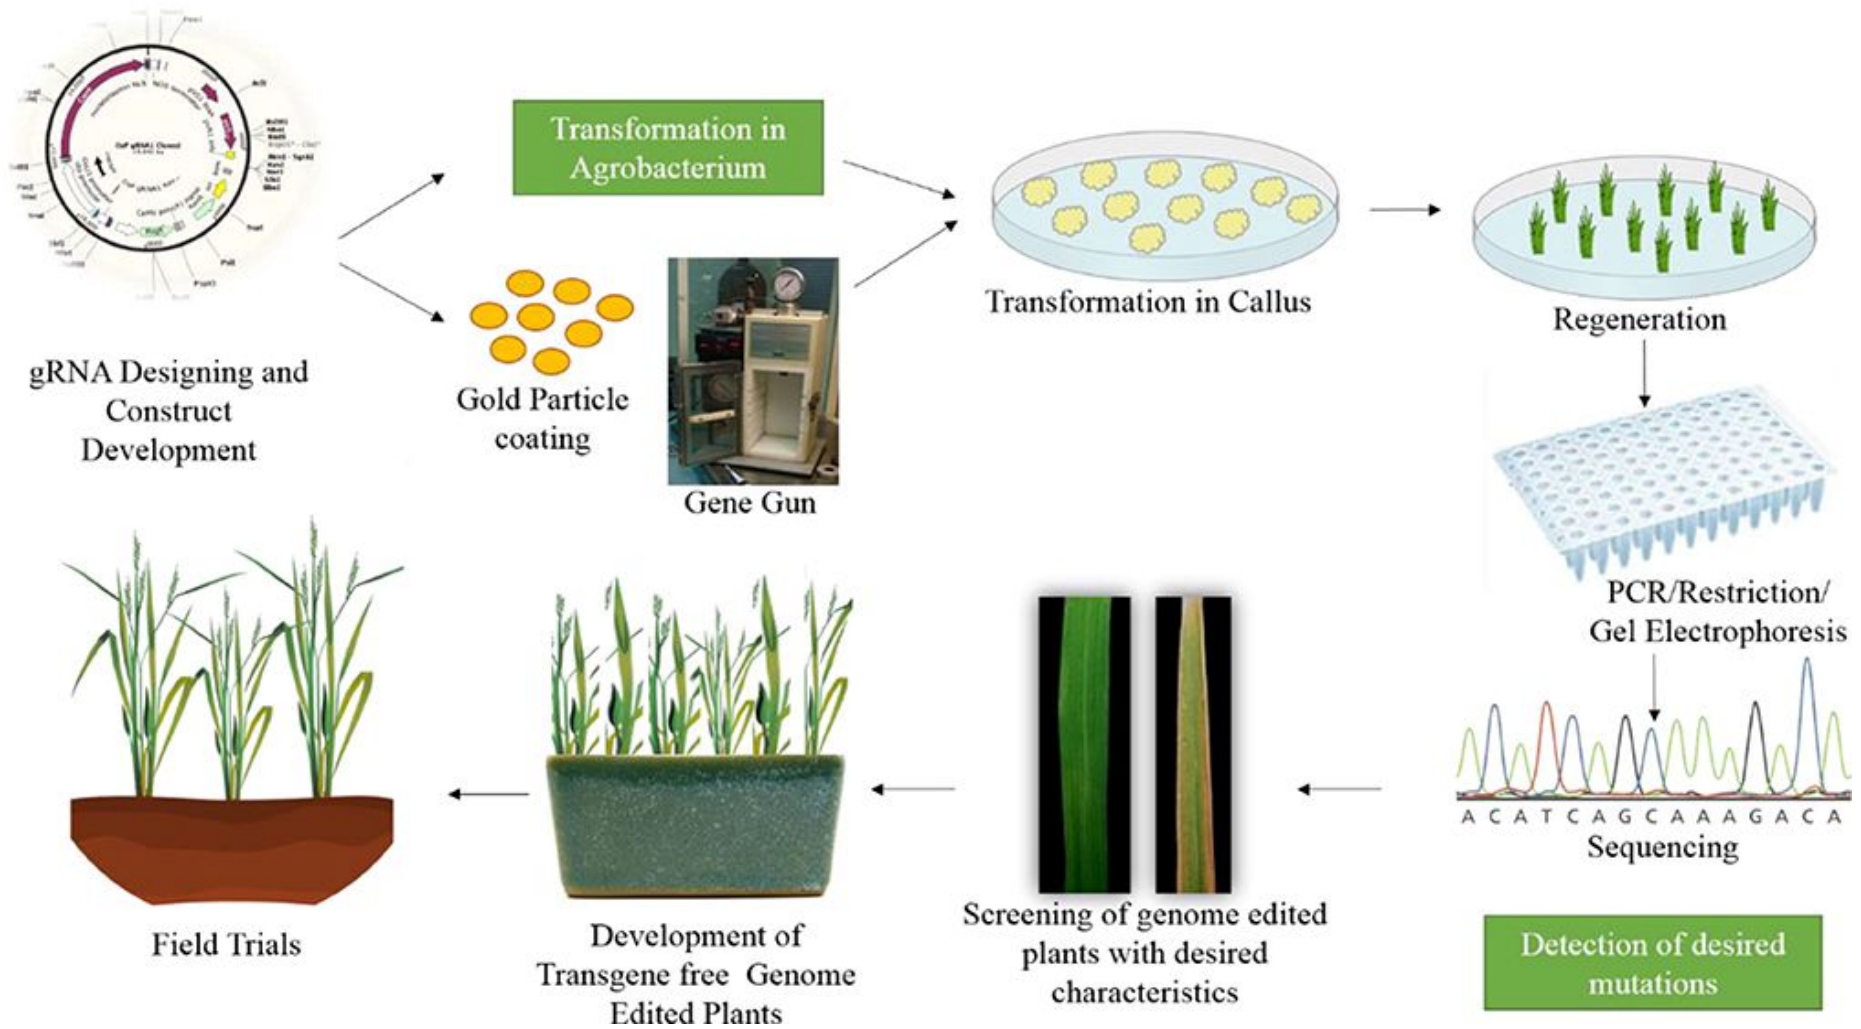 gRNA Designing and
Construct
Development
Transformation in
Agrobacterium
Gold Particle
coating
Gene Gun
Transformation in Callus
Regeneration
PCR/Restriction/
Gel Electrophoresis
A C A T C A G C A A A G A C A
Sequencing
Detection of desired
mutations
Screening of genome edited
plants with desired
characteristics
Development of
Transgene free Genome
Edited Plants
Field Trials